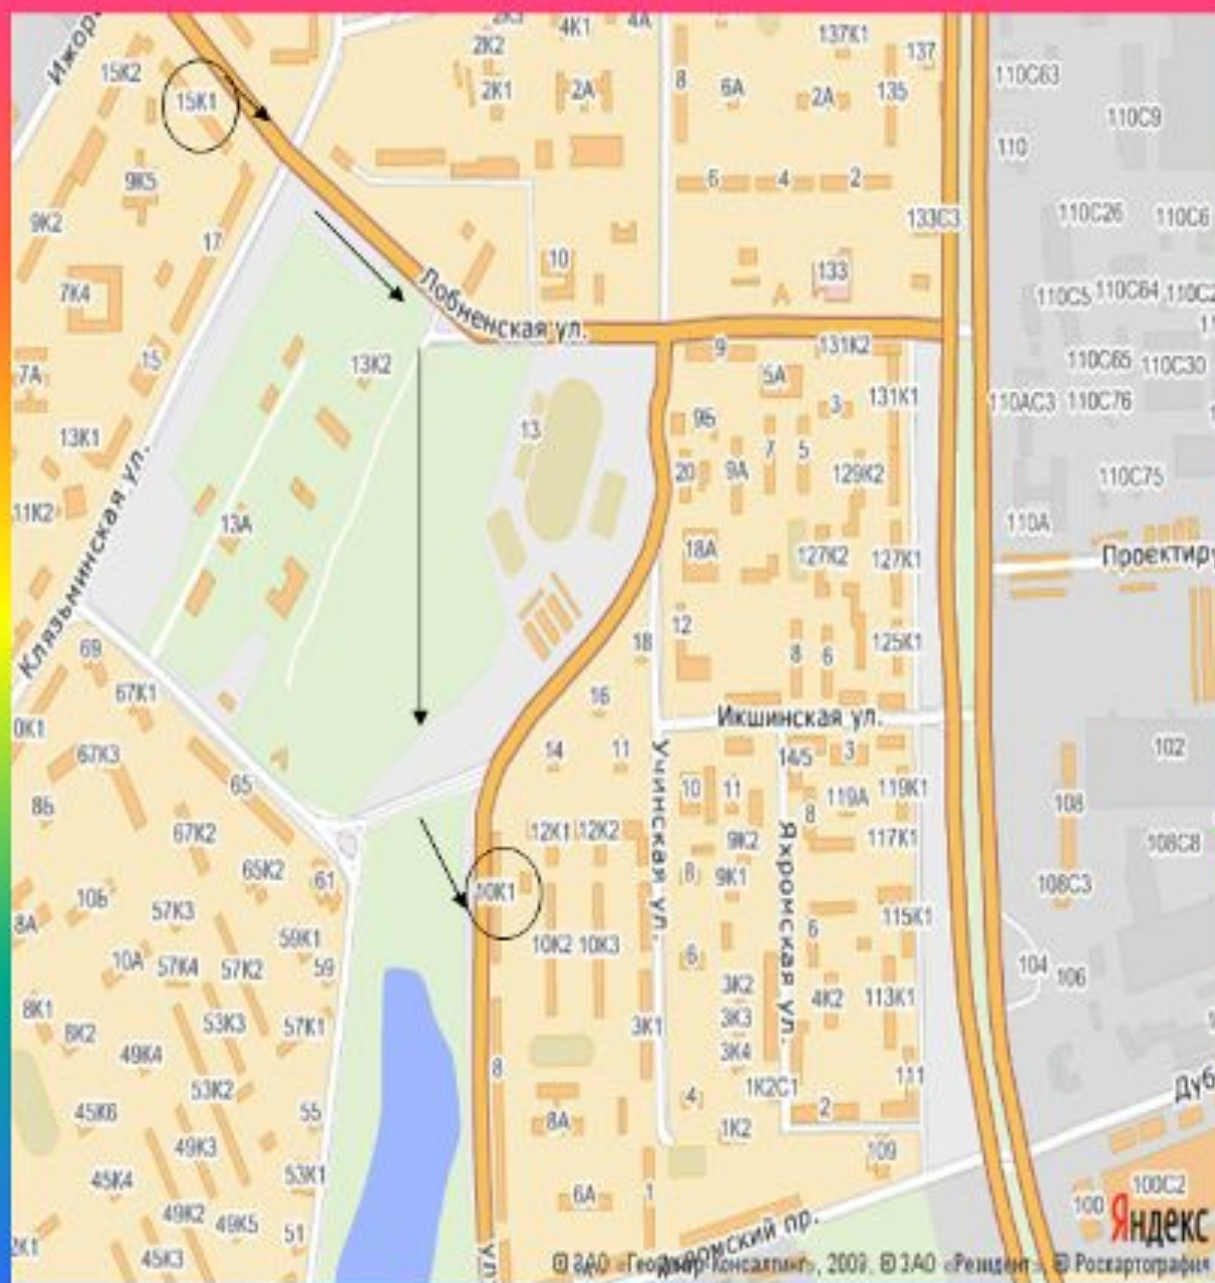 Ижор
15К2
15К1
9К5
9К2
17
7К4
7А
15
13К1
11К2
Клязьминская ул.
2К3
2К2
2К1
4К1
4А
2А
10
8
6А
2А
137К1
137
135
6
4
2
133С3
133
110С63
110С9
110
110С26
110С6
110С5
110С64
110С65
110С30
110АС3
110С76
110С75
110А
Проектиру
Лобненская ул.
13К2
13
13А
9
131К2
5А
3
131К1
9Б
7
5
20
9А
129К2
18А
127К2
127К1
12
18
8
6
125К1
16
Икшинская ул.
14
11
69
67К1
67К3
65
8Б
67К2
65К2
61
10Б
57К3
8А
59К1
10А
57К4
57К2
59
8К1
8К2
53К3
57К1
49К4
53К2
45К6
55
49К3
45К4
53К1
49К2
49К5
51
45К3
2К1
12К1
12К2
10К1
10К2
10К3
3К1
8
8А
6А
1
Учинская ул.
10
11
14/5
3
119К1
119А
8
9К2
117К1
8
9К1
Яхромская ул.
6
6
115К1
3К2
3К3
3К4
4К2
113К1
1К2С1
111
4
2
1К2
109
102
108
108С8
108С3
104
106
Дуб
100
100С2
Яндекс
ул.
© ЗАО «Геоцентр-Консалтинг», 2009, © ЗАО «Резидент», © Роскартография